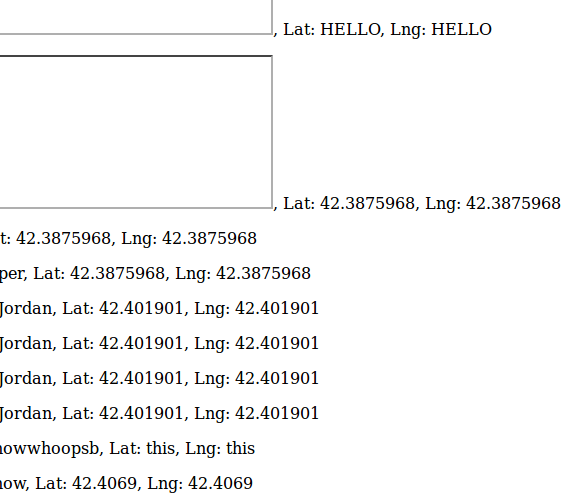 , Lat: HELLO, Lng: HELLO
, Lat: 42.3875968, Lng: 42.3875968
t: 42.3875968, Lng: 42.3875968
per, Lat: 42.3875968, Lng: 42.3875968
Jordan, Lat: 42.401901, Lng: 42.401901
Jordan, Lat: 42.401901, Lng: 42.401901
Jordan, Lat: 42.401901, Lng: 42.401901
Jordan, Lat: 42.401901, Lng: 42.401901
nowwhoopsb, Lat: this, Lng: this
now, Lat: 42.4069, Lng: 42.4069